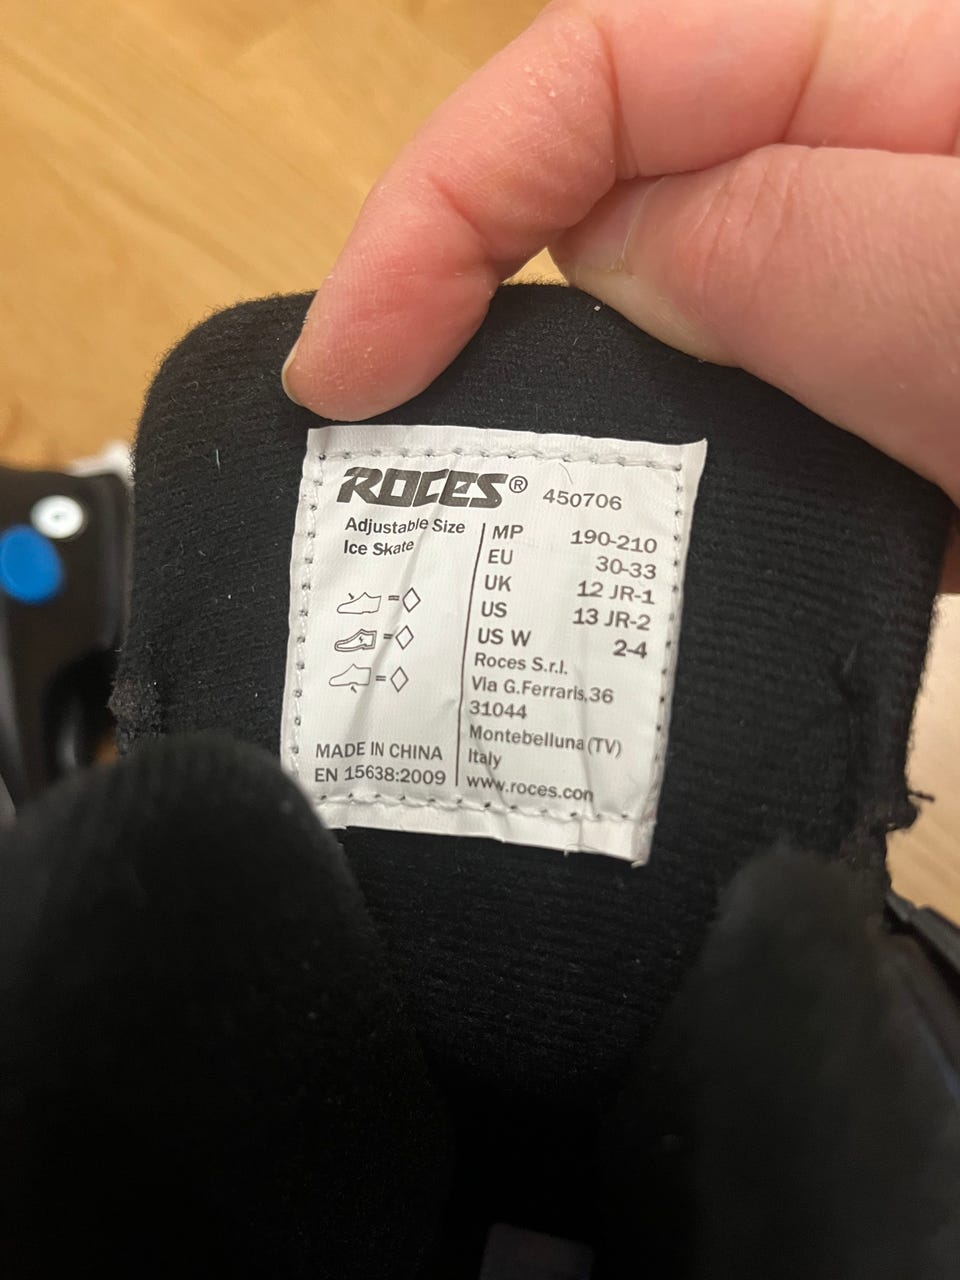 ROCES® 450706
Adjustable Size
Ice Skate
MP 190-210
EU 30-33
UK 12 JR-1
US 13 JR-2
US W 2-4
Roces S.r.l.
Via G.Ferraris,36
31044
Montebelluna (TV)
Italy
www.roces.com
MADE IN CHINA
EN 15638:2009